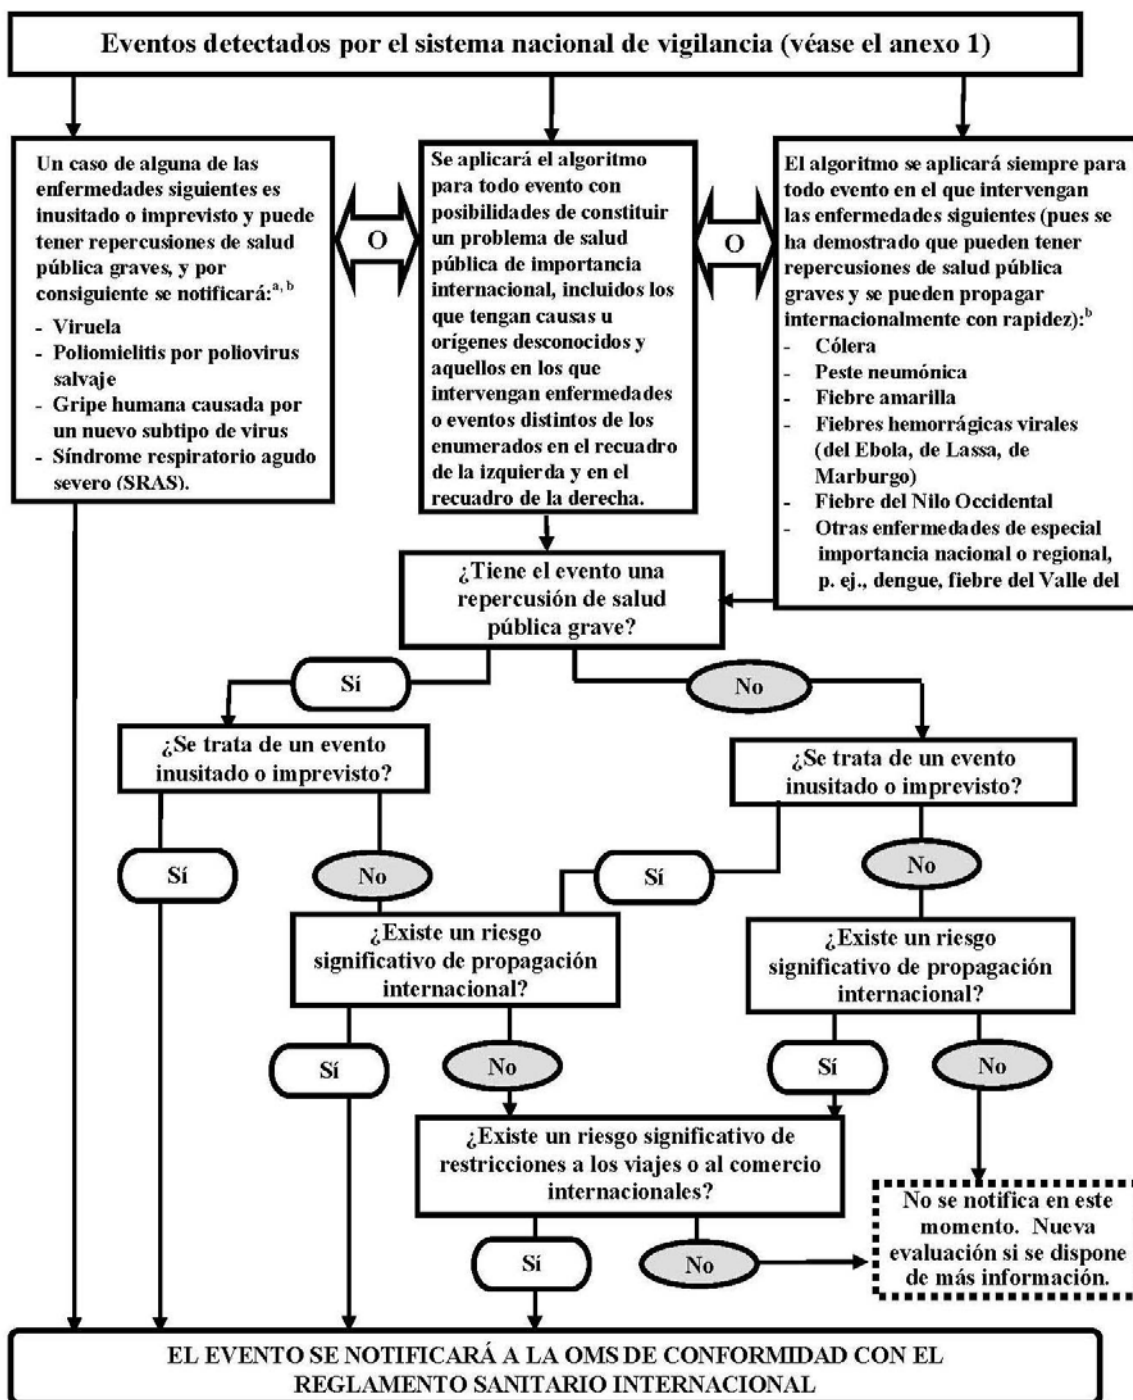 Eventos detectados por el sistema nacional de vigilancia (véase el anexo 1)
Un caso de alguna de las
enfermedades siguientes es
inusitado o imprevisto y puede
tener repercusiones de salud
pública graves, y por
consiguiente se notificará:a, b
- Viruela
- Poliomielitis por poliovirus
salvaje
- Gripe humana causada por
un nuevo subtipo de virus
- Síndrome respiratorio agudo
severo (SRAS).
O
Se aplicará el algoritmo
para todo evento con
posibilidades de constituir
un problema de salud
pública de importancia
internacional, incluidos los
que tengan causas u
orígenes desconocidos y
aquellos en los que
intervengan enfermedades
o eventos distintos de los
enumerados en el recuadro
de la izquierda y en el
recuadro de la derecha.
O
El algoritmo se aplicará siempre para
todo evento en el que intervengan
las enfermedades siguientes (pues se
ha demostrado que pueden tener
repercusiones de salud pública
graves y se pueden propagar
internacionalmente con rapidez):b
- Cólera
- Peste neumónica
- Fiebre amarilla
- Fiebres hemorrágicas virales
(del Ebola, de Lassa, de
Marburgo)
- Fiebre del Nilo Occidental
- Otras enfermedades de especial
importancia nacional o regional,
p. ej., dengue, fiebre del Valle del
¿Tiene el evento una
repercusión de salud
pública grave?
Sí
No
¿Se trata de un evento
inusitado o imprevisto?
¿Se trata de un evento
inusitado o imprevisto?
Sí
No
Sí
No
¿Existe un riesgo
significativo de propagación
internacional?
¿Existe un riesgo
significativo de propagación
internacional?
Sí
No
Sí
No
¿Existe un riesgo significativo de
restricciones a los viajes o al comercio
internacionales?
No se notifica en este
momento. Nueva
evaluación si se dispone
de más información.
Sí
No
EL EVENTO SE NOTIFICARÁ A LA OMS DE CONFORMIDAD CON EL
REGLAMENTO SANITARIO INTERNACIONAL